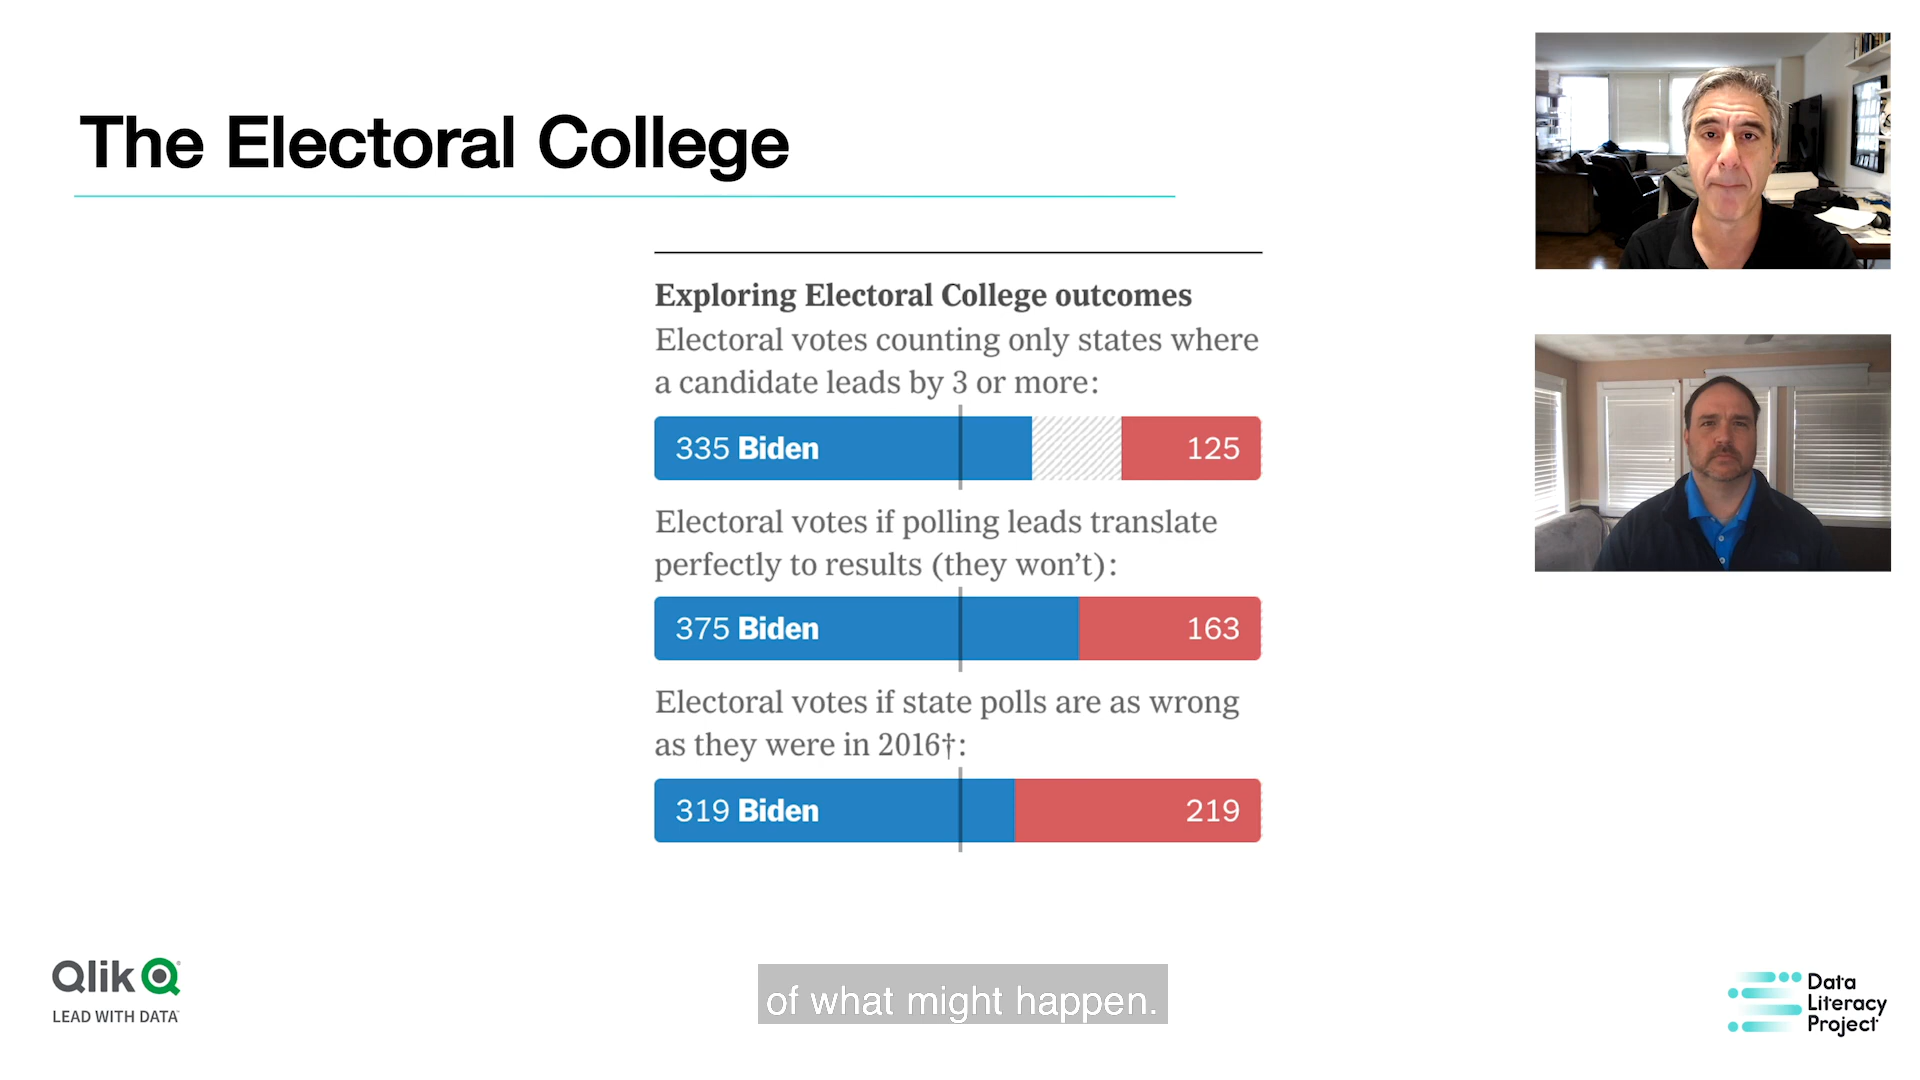 The Electoral College
Exploring Electoral College outcomes
Electoral votes counting only states where
a candidate leads by 3 or more:
335 Biden 125
Electoral votes if polling leads translate
perfectly to results (they won’t):
375 Biden 163
Electoral votes if state polls are as wrong
as they were in 2016†:
319 Biden 219
of what might happen.
Qlik
LEAD WITH DATA
Data
Literacy
Project